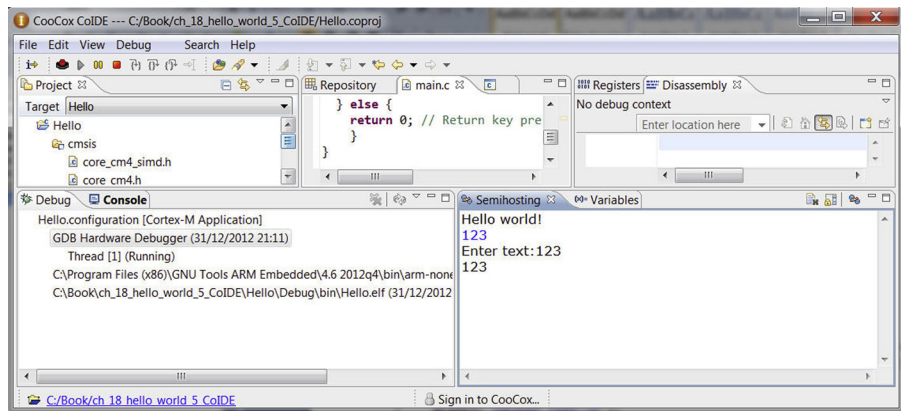 CooCox CoIDE --- C:/Book/ch_18_hello_world_5_CoIDE/Hello.coproj
File Edit View Debug Search Help
Project
Target Hello
Hello
cmsis
core_cm4_simd.h
core cm4.h
Repository main.c
} else {
return 0; // Return key pre
}
}
Registers Disassembly
No debug context
Enter location here
Debug Console
Hello.configuration [Cortex-M Application]
GDB Hardware Debugger (31/12/2012 21:11)
Thread [1] (Running)
C:\Program Files (x86)\GNU Tools ARM Embedded\4.6 2012q4\bin\arm-none
C:\Book\ch_18_hello_world_5_CoIDE\Hello\Debug\bin\Hello.elf (31/12/2012
Semihosting Variables
Hello world!
123
Enter text:123
123
C:/Book/ch 18 hello world 5 CoIDE
Sign in to CooCox...